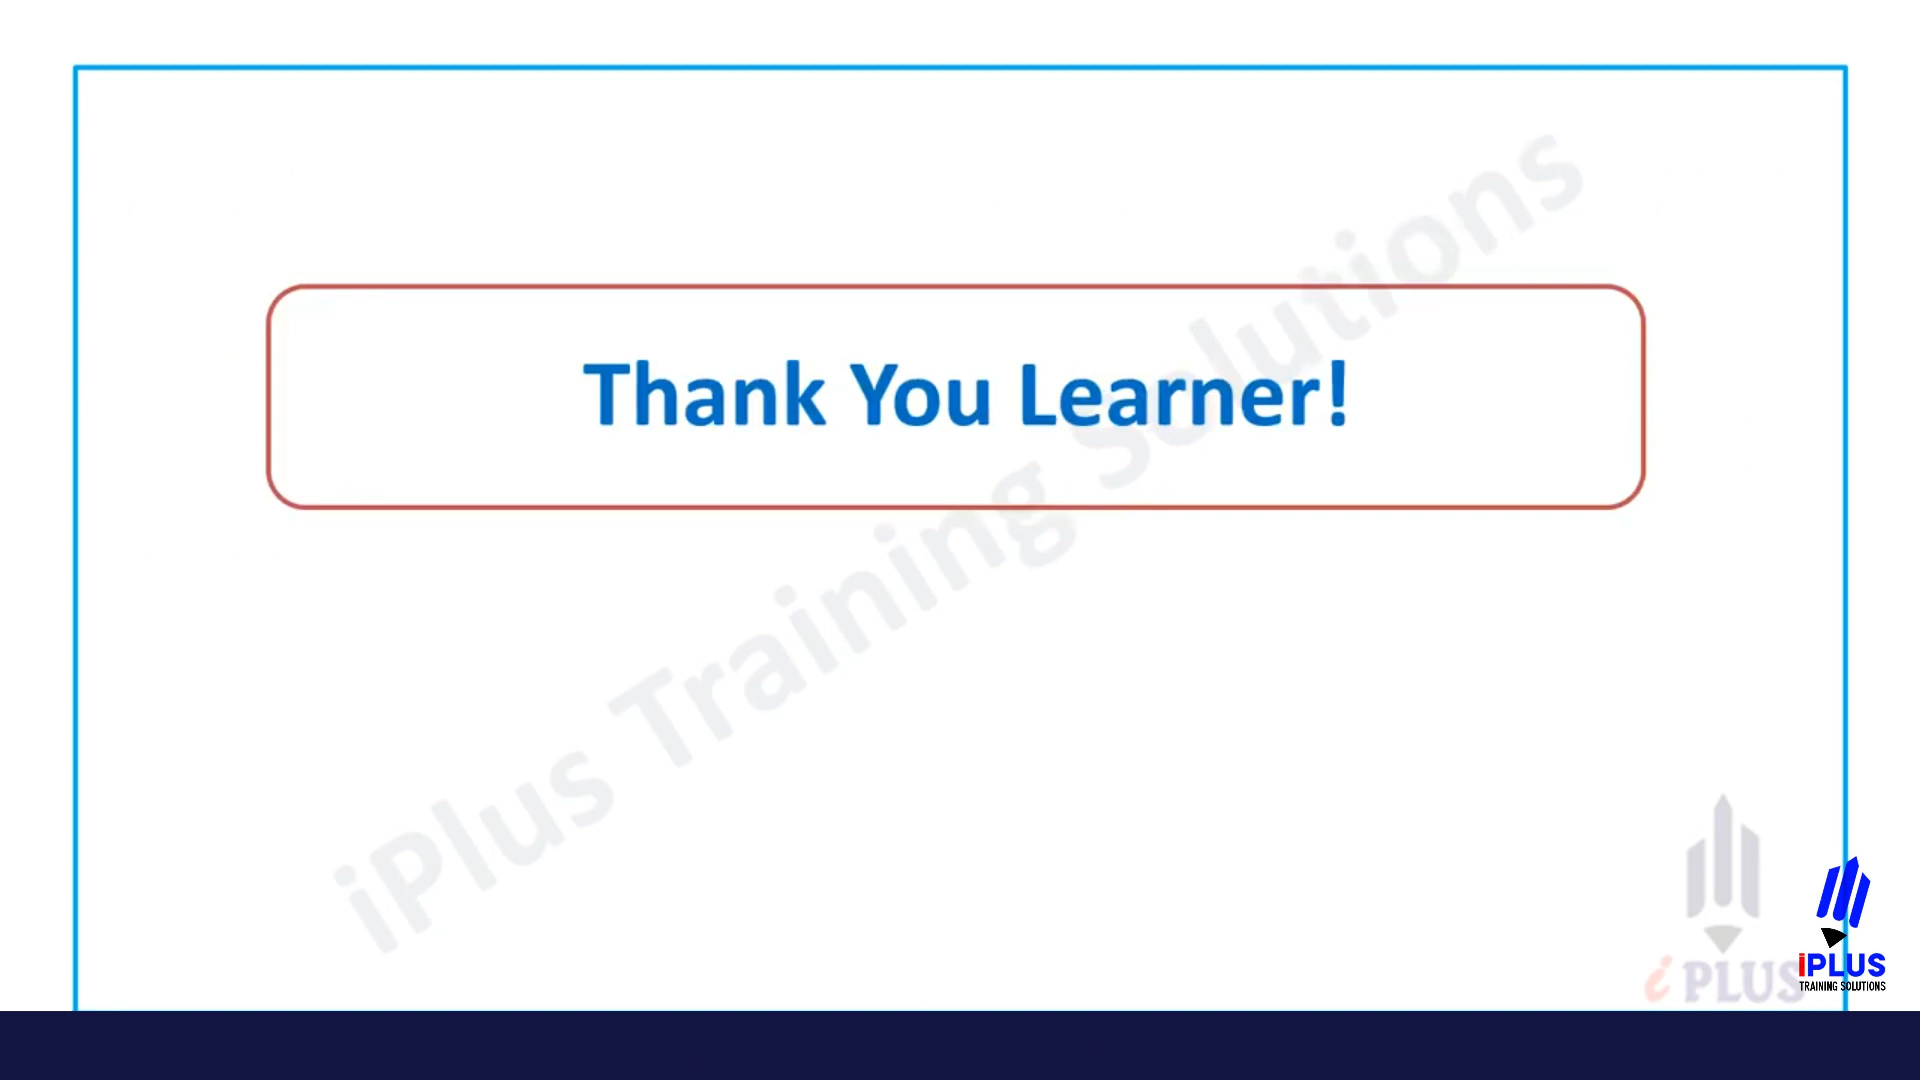 Thank You Learner!
iPlus Training Solutions
i PLUS
iPLUS
TRAINING SOLUTIONS